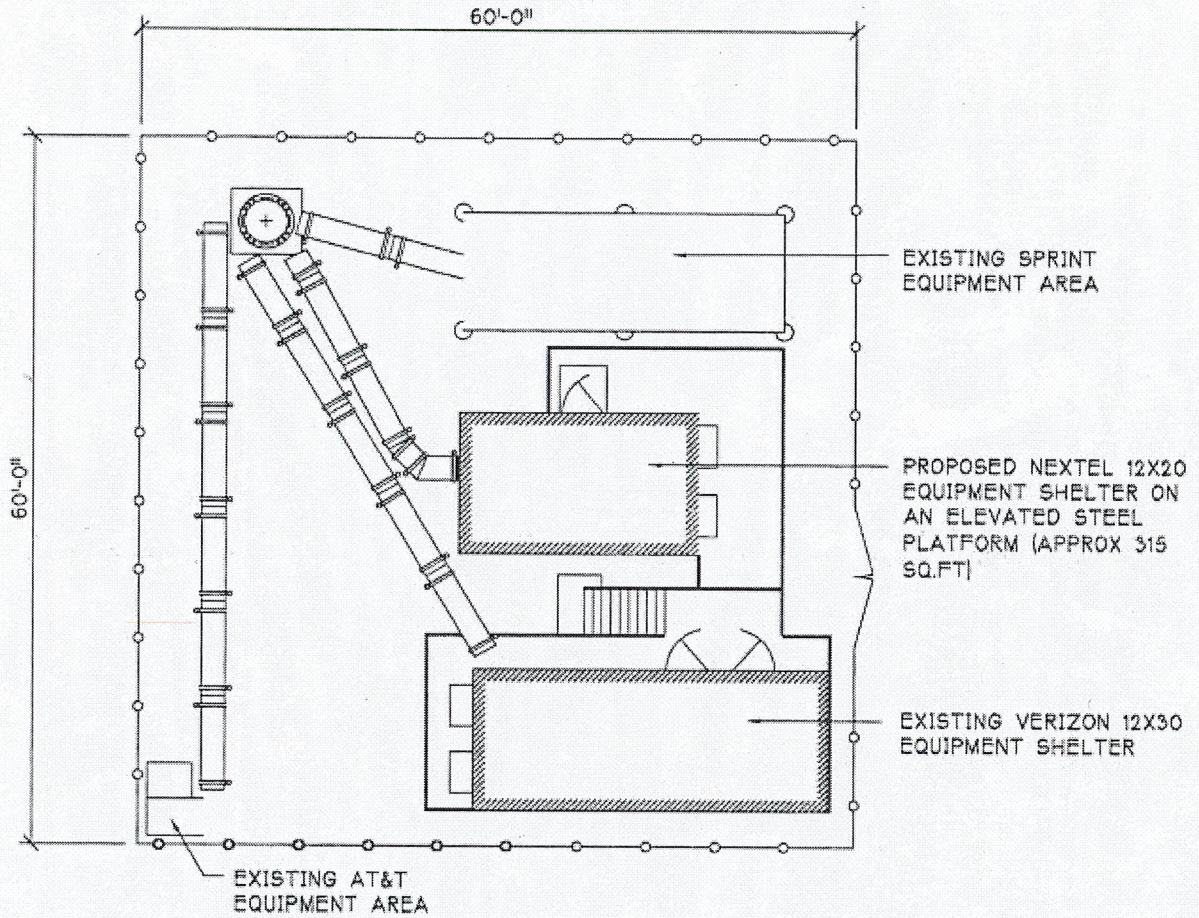 60'-0"
60'-0"
EXISTING SPRINT
EQUIPMENT AREA
PROPOSED NEXTEL 12X20
EQUIPMENT SHELTER ON
AN ELEVATED STEEL
PLATFORM (APPROX 315
SQ.FT)
EXISTING VERIZON 12X30
EQUIPMENT SHELTER
EXISTING AT&T
EQUIPMENT AREA